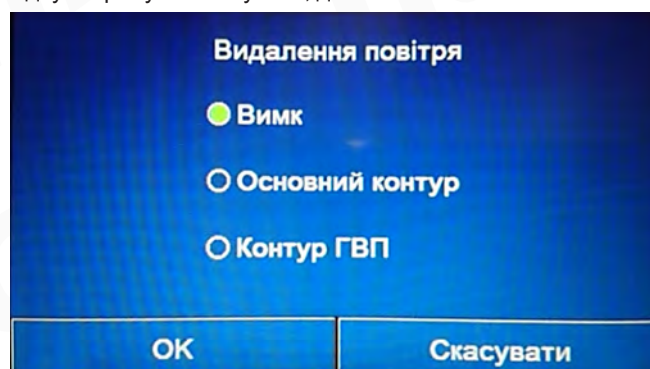 Видалення повітря
Вимк
Основний контур
Контур ГВП
OK
Скасувати